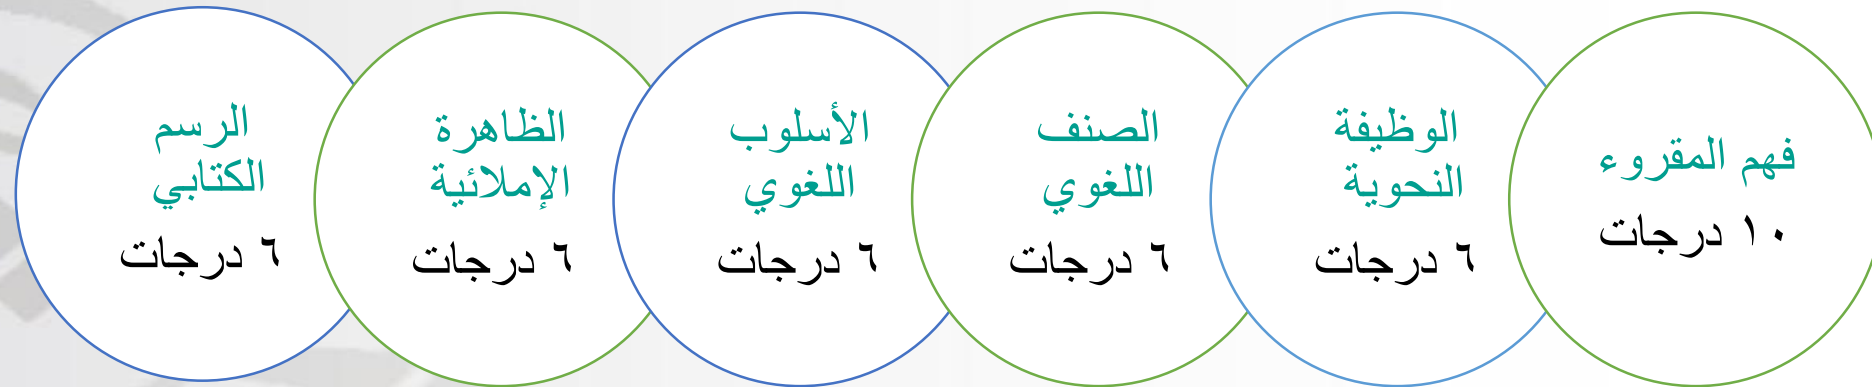 فهم المقروء
١٠ درجات
الوظيفة
النحوية
٦ درجات
الصنف
اللغوي
٦ درجات
الأسلوب
اللغوي
٦ درجات
الظاهرة
الإملائية
٦ درجات
الرسم
الكتابي
٦ درجات